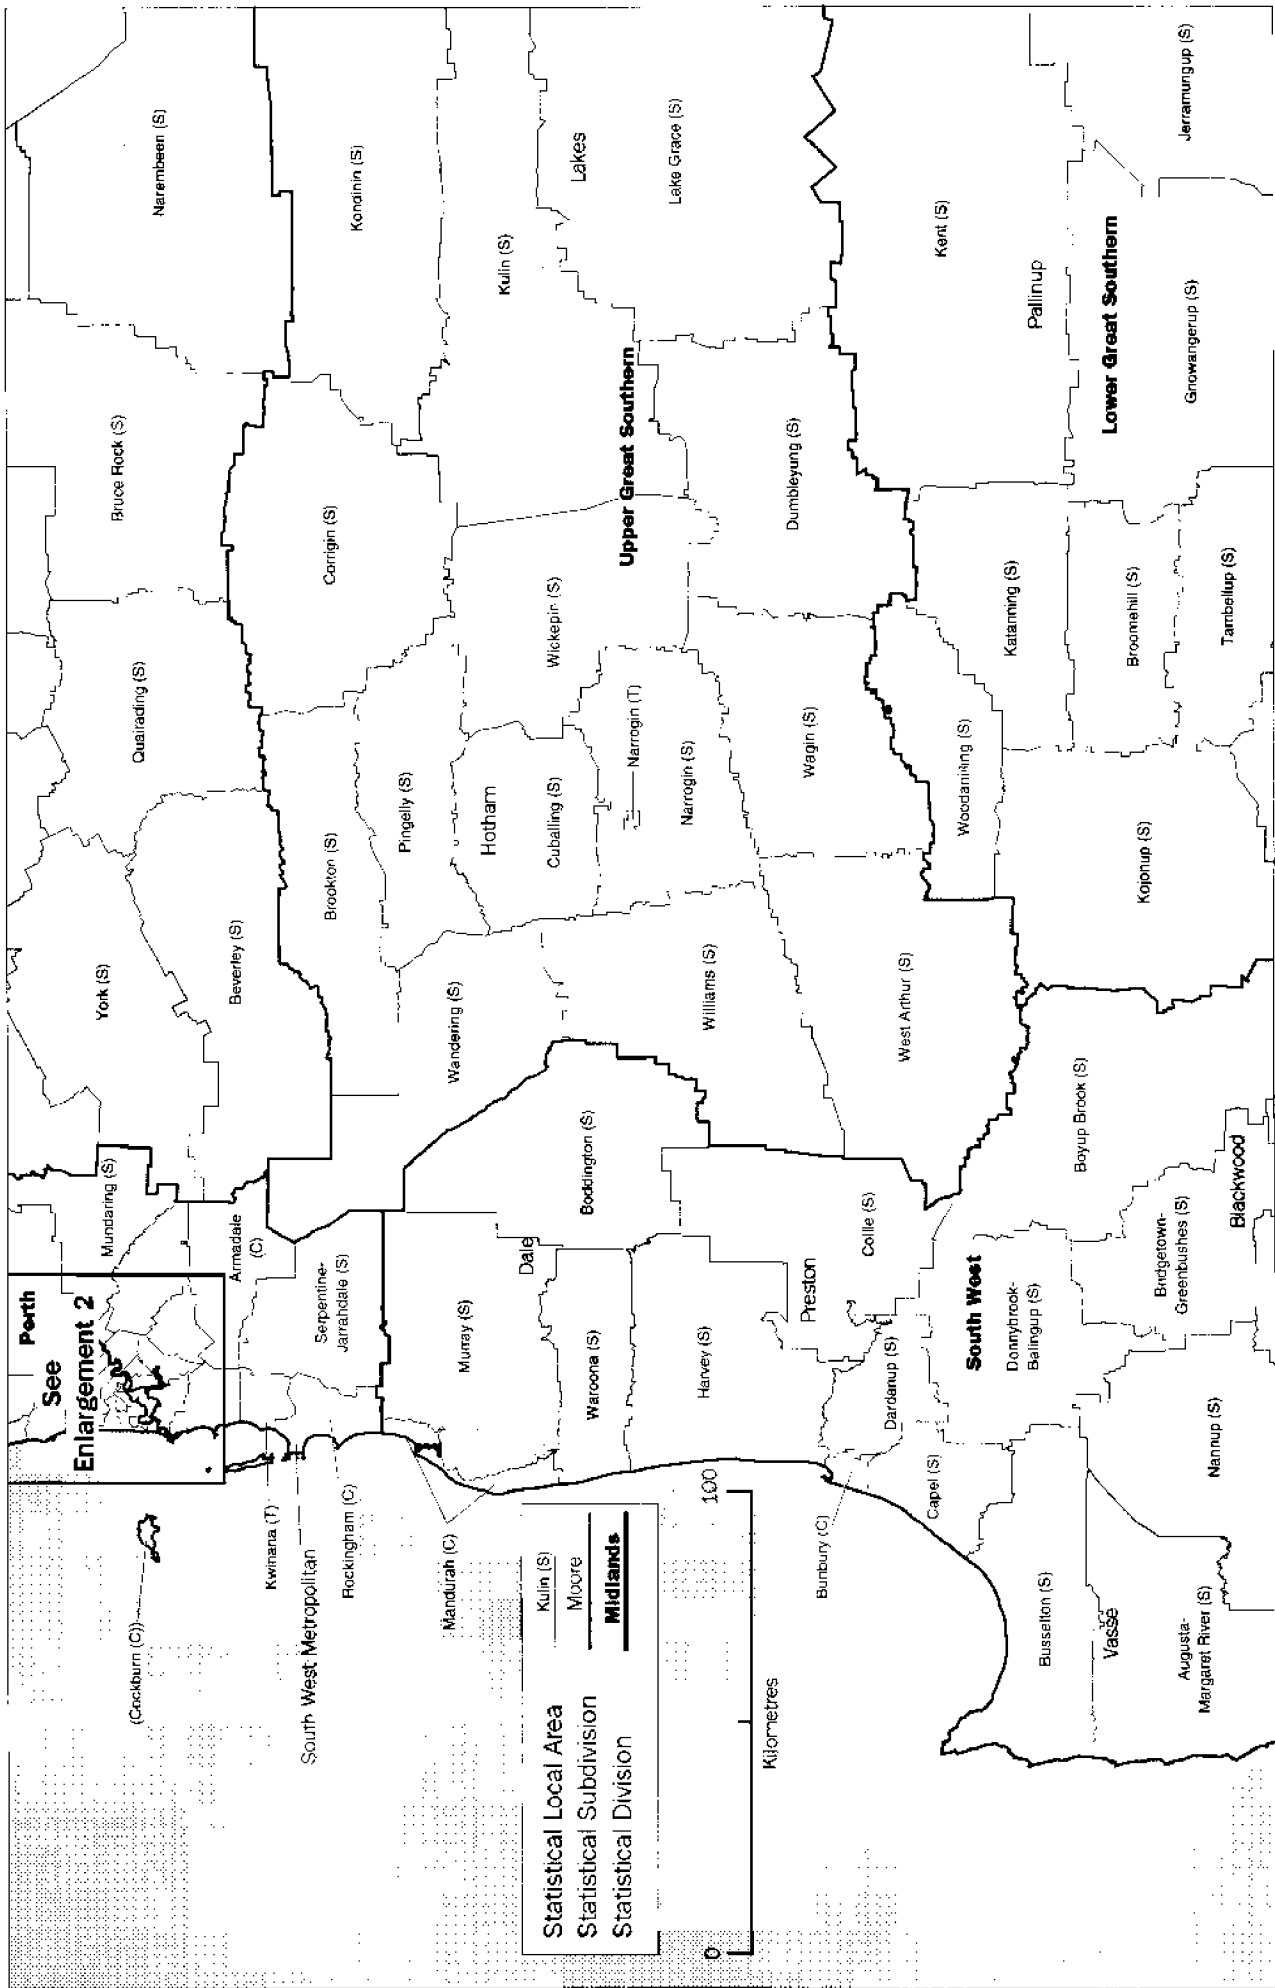 Perth
See
Enlargement 2
Mundaring (S)
York (S)
Quairading (S)
Bruce Rock (S)
Narembeen (S)
Armadale
(C)
Beverley (S)
(Cockburn (C))
Kwinana (T)
South West Metropolitan
Rockingham (C)
Serpentine-
Jarrahdale (S)
Brookton (S)
Corrigin (S)
Kondinin (S)
Mandurah (C)
Murray (S)
Wandering (S)
Pingelly (S)
Hotham
Kulin (S)
Dale
Waroona (S)
Boddington (S)
Cuballing (S)
Wickepin (S)
Lakes
Upper Great Southern
Narrogin (T)
Narrogin (S)
Williams (S)
Lake Grace (S)
Harvey (S)
Preston
Wagin (S)
Dumbleyung (S)
Bunbury (C)
Collie (S)
Dardanup (S)
West Arthur (S)
Capel (S)
South West
Woodanilling (S)
Kent (S)
Donnybrook-
Balingup (S)
Katanning (S)
Pallinup
Busselton (S)
Boyup Brook (S)
Lower Great Southern
Vasse
Broomehill (S)
Kojonup (S)
Bridgetown-
Greenbushes (S)
Augusta-
Margaret River (S)
Nannup (S)
Blackwood
Tambellup (S)
Gnowangerup (S)
Jerramungup (S)
Statistical Local Area
Kulin (S)
Statistical Subdivision
Moore
Statistical Division
Midlands
0
100
Kilometres